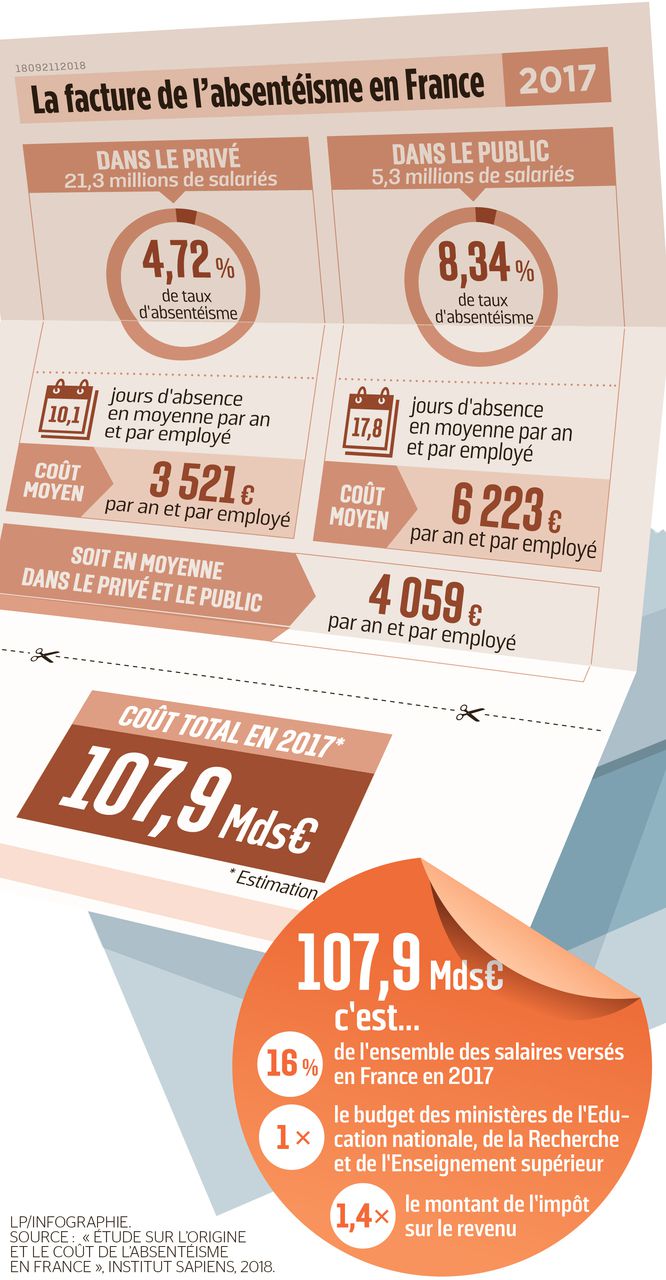 18092112018
La facture de l'absentéisme en France
2017
DANS LE PRIVÉ
21,3 millions de salariés
4,72 %
de taux
d'absentéisme
10,1
jours d'absence
en moyenne par an
et par employé
COÛT
MOYEN
3 521 €
par an et par employé
DANS LE PUBLIC
5,3 millions de salariés
8,34 %
de taux
d'absentéisme
17,8
jours d'absence
en moyenne par an
et par employé
COÛT
MOYEN
6 223 €
par an et par employé
SOIT EN MOYENNE
DANS LE PRIVÉ ET LE PUBLIC
4 059 €
par an et par employé
COÛT TOTAL EN 2017*
107,9 Mds€
* Estimation
107,9 Mds€
c'est...
16 %
de l'ensemble des salaires versés
en France en 2017
1 ×
le budget des ministères de l'Edu-
cation nationale, de la Recherche
et de l'Enseignement supérieur
1,4×
le montant de l'impôt
sur le revenu
LP/INFOGRAPHIE.
SOURCE : « ÉTUDE SUR L'ORIGINE
ET LE COÛT DE L'ABSENTÉISME
EN FRANCE », INSTITUT SAPIENS, 2018.